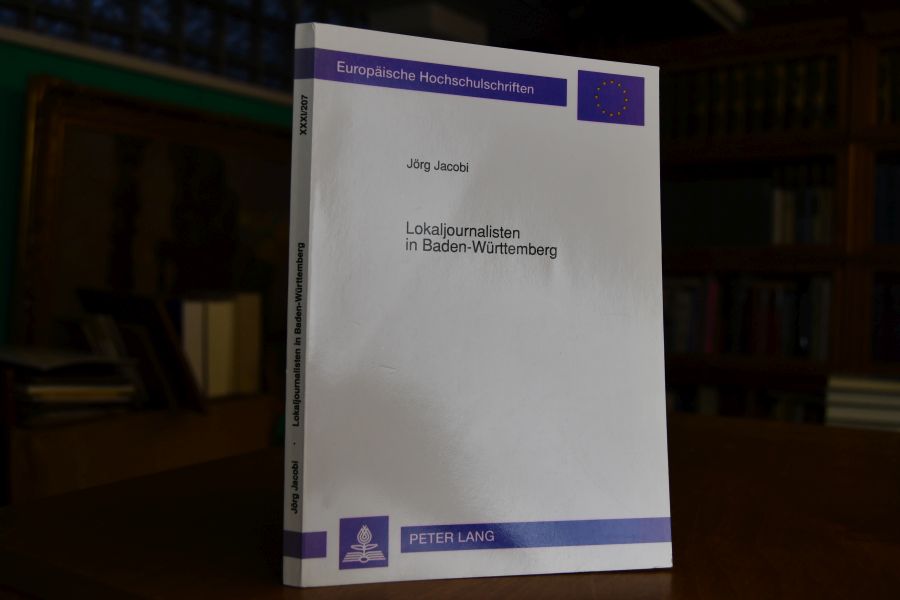 Europäische Hochschulschriften
Jörg Jacobi
Lokaljournalisten
in Baden-Württemberg
PETER LANG
Jörg Jacobi · Lokaljournalisten in Baden-Württemberg XXXI/207